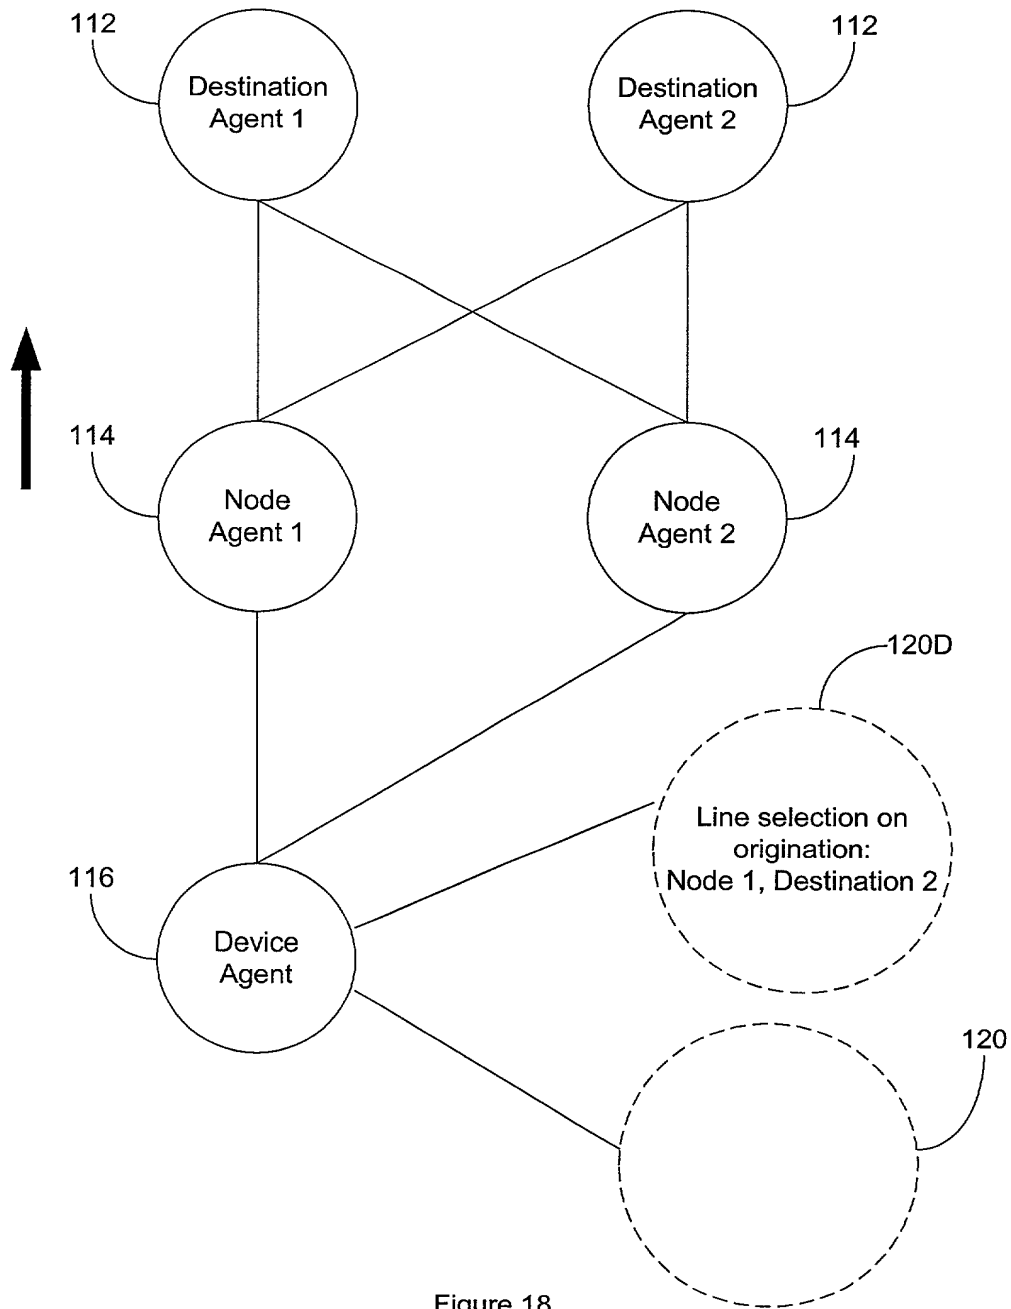 112
112
Destination
Agent 1
Destination
Agent 2
114
114
Node
Agent 1
Node
Agent 2
120D
Line selection on
origination:
Node 1, Destination 2
116
Device
Agent
120
Figure 18